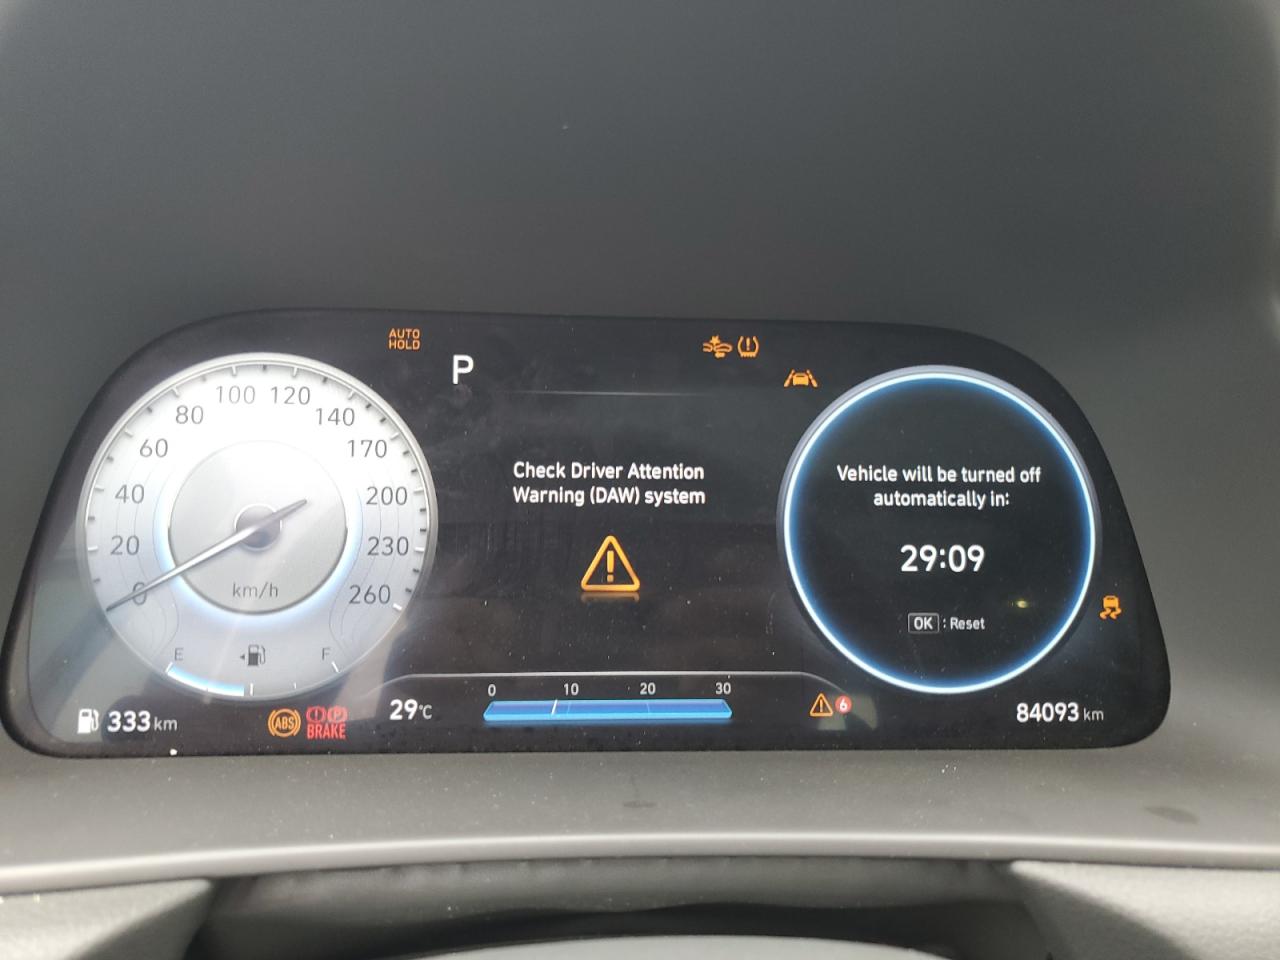 AUTO
HOLD
P
100 120
80 140
60 170
40 200
20 230
0 260
km/h
E F
Check Driver Attention
Warning (DAW) system
Vehicle will be turned off
automatically in:
29:09
OK : Reset
333 km
ABS
P
BRAKE
29°C
0 10 20 30
6
84093 km